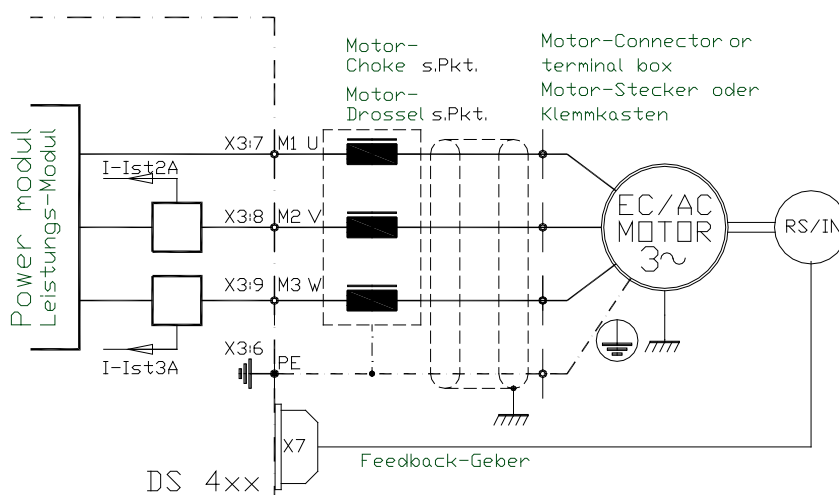 Motor-
Choke s.Pkt.
Motor-
Drossel s.Pkt.
Motor-Connector or
terminal box
Motor-Stecker oder
Klemmkasten
Power modul
Leistungs-Modul
X3:7 M1 U
I-Ist2A
X3:8 M2 V
X3:9 M3 W
X3:6
PE
I-Ist3A
EC/AC
MOTOR
3~
RS/IN
X7
Feedback-Geber
DS 4xx